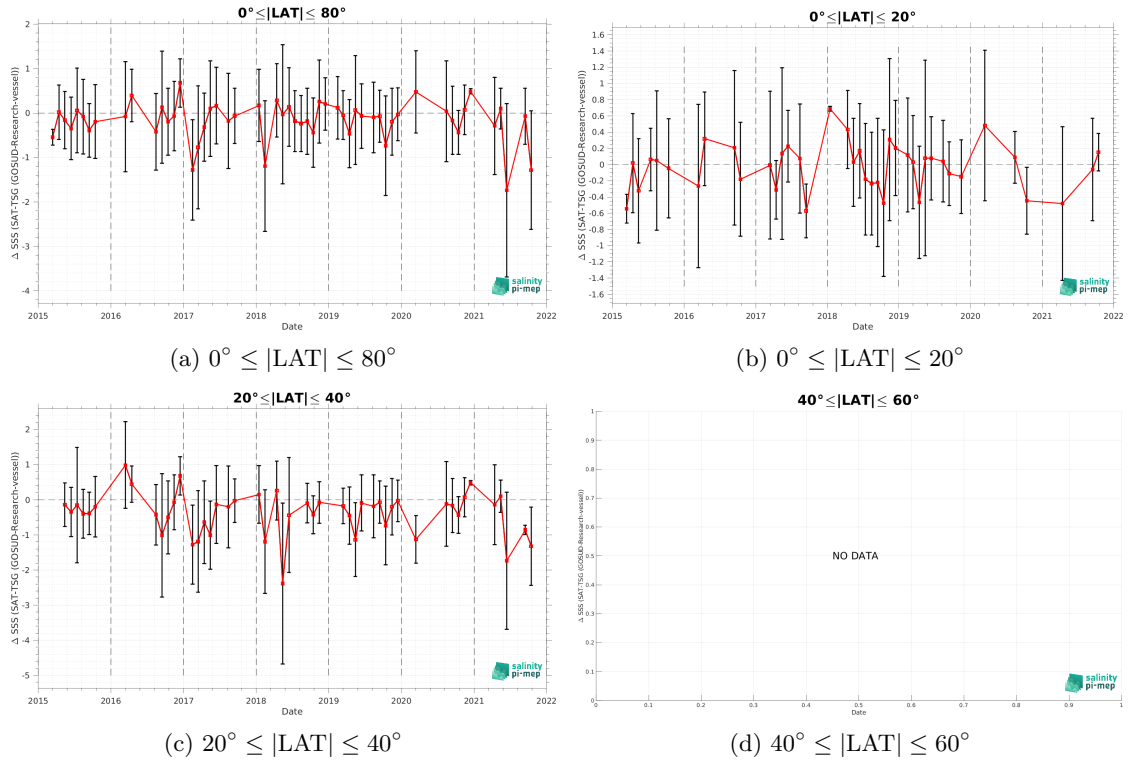 0°≤|LAT|≤ 80°
Δ SSS (SAT-TSG (GOSUD-Research-vessel))
2
1
0
-1
-2
-3
-4
2015 2016 2017 2018 2019 2020 2021 2022
Date
salinity
pi-mep
(a) 0° ≤ |LAT| ≤ 80°
0°≤|LAT|≤ 20°
Δ SSS (SAT-TSG (GOSUD-Research-vessel))
1.6
1.4
1.2
1
0.8
0.6
0.4
0.2
0
-0.2
-0.4
-0.6
-0.8
-1
-1.2
-1.4
-1.6
2015 2016 2017 2018 2019 2020 2021 2022
Date
salinity
pi-mep
(b) 0° ≤ |LAT| ≤ 20°
20°≤|LAT|≤ 40°
Δ SSS (SAT-TSG (GOSUD-Research-vessel))
2
1
0
-1
-2
-3
-4
-5
2015 2016 2017 2018 2019 2020 2021 2022
Date
salinity
pi-mep
(c) 20° ≤ |LAT| ≤ 40°
40°≤|LAT|≤ 60°
Δ SSS (SAT-TSG (GOSUD-Research-vessel))
1
0.9
0.8
0.7
0.6
0.5
0.4
0.3
0.2
0.1
0
NO DATA
0 0.1 0.2 0.3 0.4 0.5 0.6 0.7 0.8 0.9 1
Date
salinity
pi-mep
(d) 40° ≤ |LAT| ≤ 60°